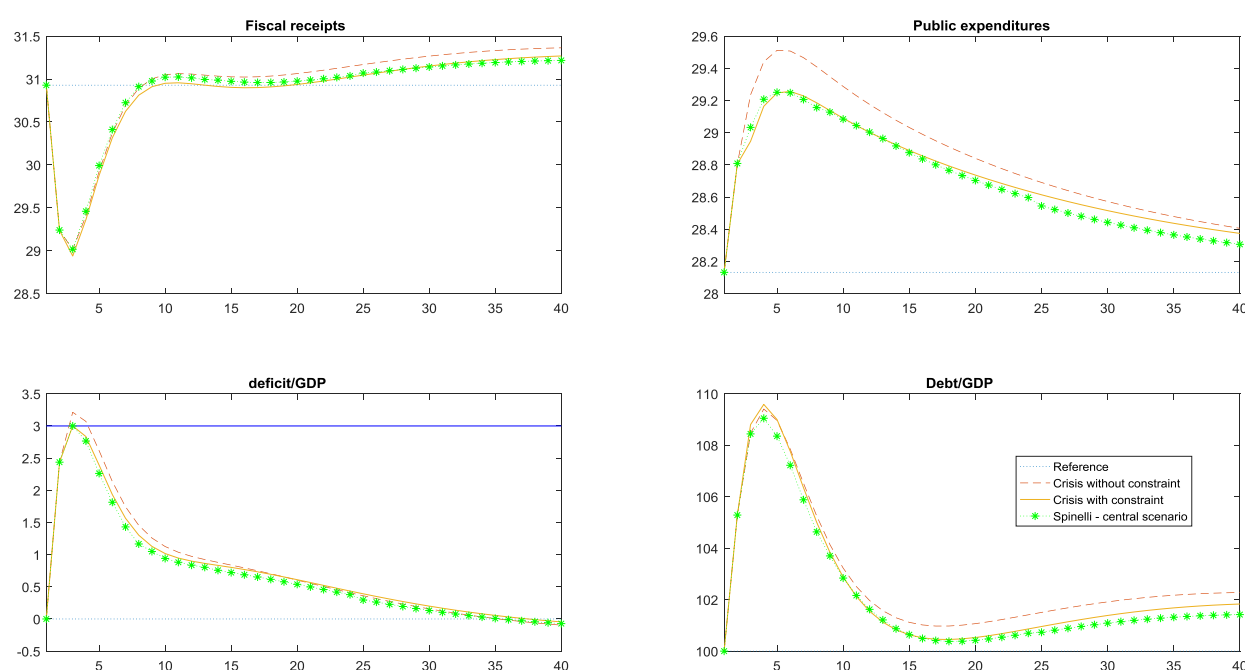 Fiscal receipts
31.5
31
30.5
30
29.5
29
28.5
5 10 15 20 25 30 35 40
Public expenditures
29.6
29.4
29.2
29
28.8
28.6
28.4
28.2
28
5 10 15 20 25 30 35 40
deficit/GDP
3.5
3
2.5
2
1.5
1
0.5
0
-0.5
5 10 15 20 25 30 35 40
Debt/GDP
110
108
106
104
102
100
5 10 15 20 25 30 35 40
Reference
Crisis without constraint
Crisis with constraint
Spinelli - central scenario